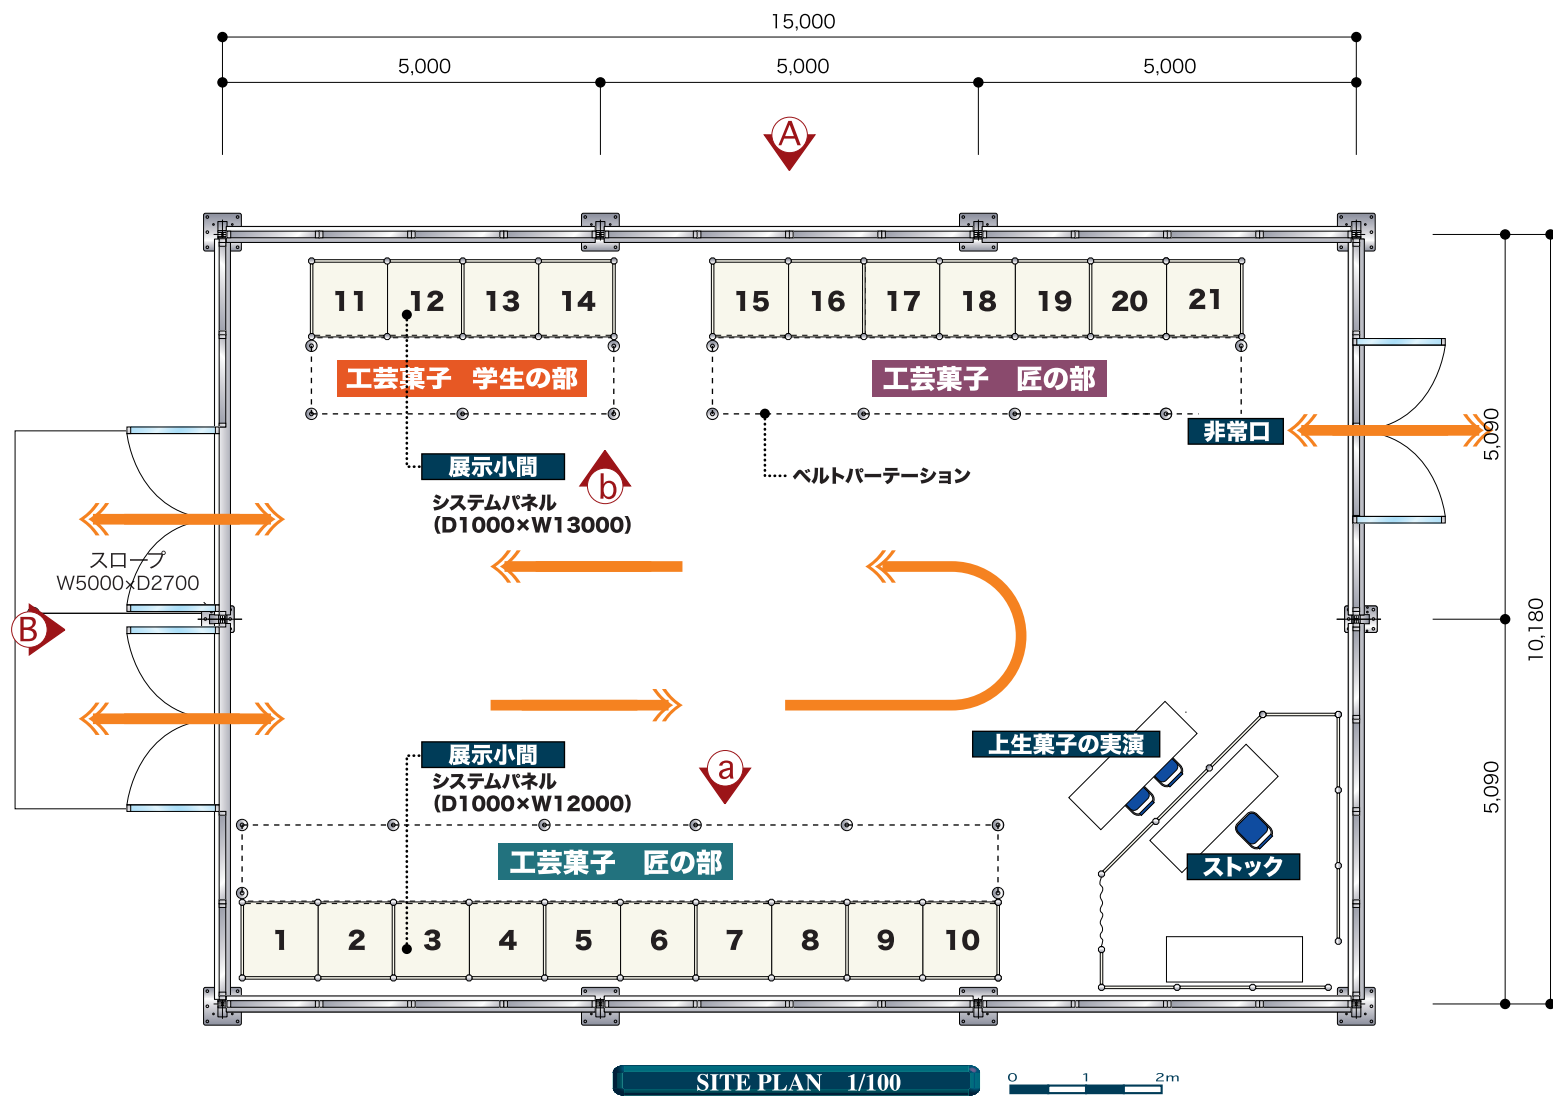 15,000
5,000
5,000
5,000
A
11 12 13 14
15 16 17 18 19 20 21
工芸菓子 学生の部
工芸菓子 匠の部
非常口
5,090
展示小間
b
ベルトパーテーション
システムパネル
(D1000×W13000)
スロープ
W5000×D2700
B
10,180
上生菓子の実演
展示小間
a
システムパネル
(D1000×W12000)
5,090
工芸菓子 匠の部
ストック
1 2 3 4 5 6 7 8 9 10
SITE PLAN 1/100
0 1 2m